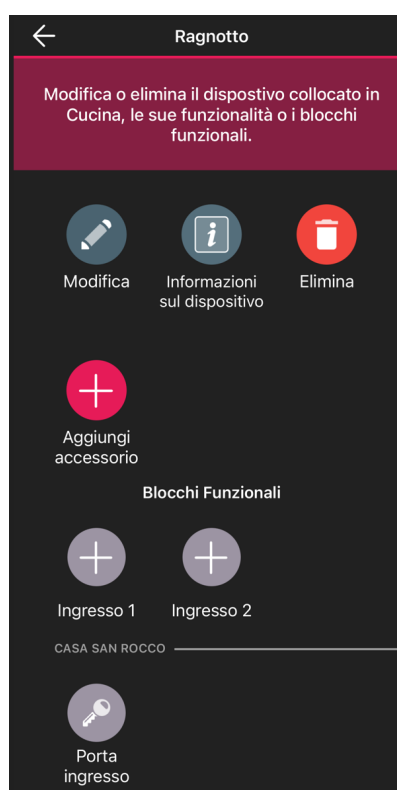 Ragnotto
Modifica o elimina il dispostivo collocato in
Cucina, le sue funzionalità o i blocchi
funzionali.
Modifica
Informazioni
sul dispositivo
Elimina
Aggiungi
accessorio
Blocchi Funzionali
Ingresso 1
Ingresso 2
CASA SAN ROCCO
Porta
ingresso